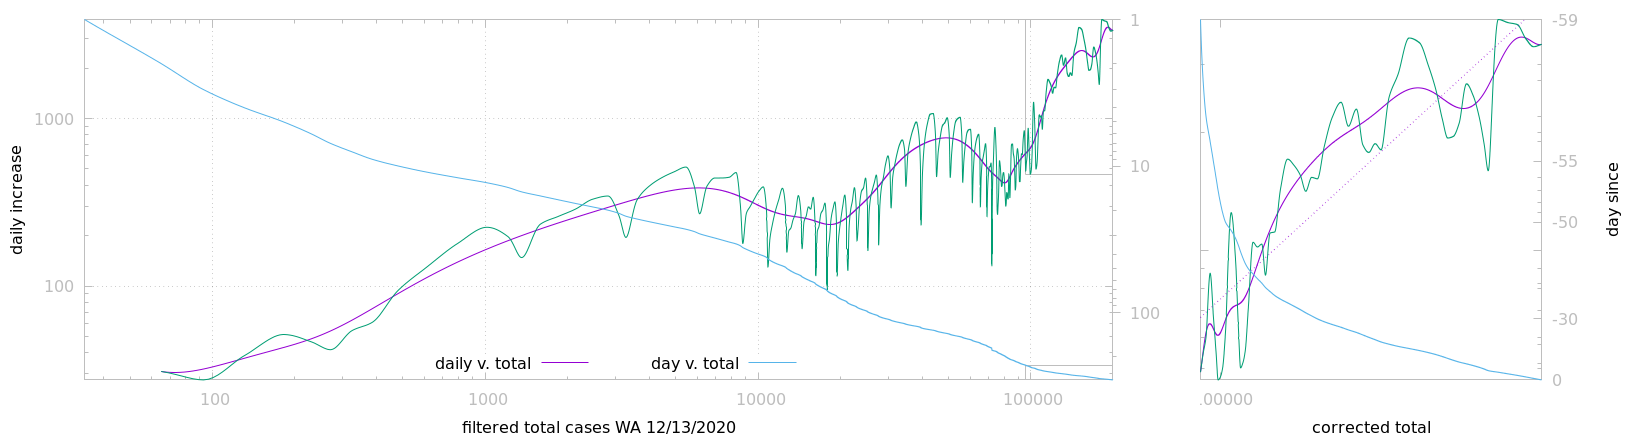 1
-59
1000
10
-55
daily increase
-50
day since
100
100
-30
daily v. total
day v. total
0
100
1000
10000
100000
.00000
filtered total cases WA 12/13/2020
corrected total